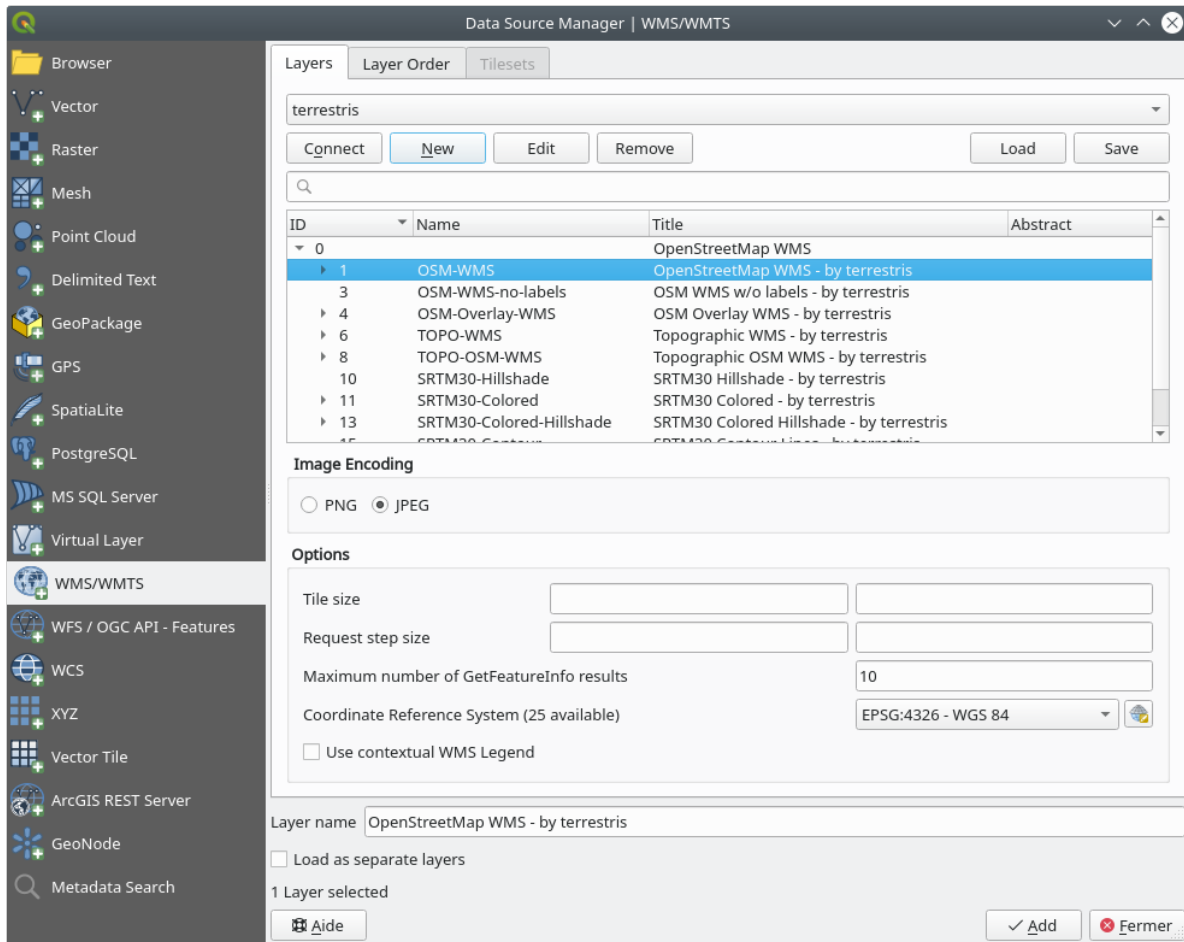 Data Source Manager | WMS/WMTS
Browser
Vector
Raster
Mesh
Point Cloud
Delimited Text
GeoPackage
GPS
SpatiaLite
PostgreSQL
MS SQL Server
Virtual Layer
WMS/WMTS
WFS / OGC API - Features
WCS
XYZ
Vector Tile
ArcGIS REST Server
GeoNode
Metadata Search
Layers Layer Order Tilesets
terrestris
Connect New Edit Remove Load Save
ID Name Title Abstract
0 OpenStreetMap WMS
1 OSM-WMS OpenStreetMap WMS - by terrestris
3 OSM-WMS-no-labels OSM WMS w/o labels - by terrestris
4 OSM-Overlay-WMS OSM Overlay WMS - by terrestris
6 TOPO-WMS Topographic WMS - by terrestris
8 TOPO-OSM-WMS Topographic OSM WMS - by terrestris
10 SRTM30-Hillshade SRTM30 Hillshade - by terrestris
11 SRTM30-Colored SRTM30 Colored - by terrestris
13 SRTM30-Colored-Hillshade SRTM30 Colored Hillshade - by terrestris
15 SRTM30-Contour SRTM30 Contour Lines - by terrestris
Image Encoding
PNG JPEG
Options
Tile size
Request step size
Maximum number of GetFeatureInfo results 10
Coordinate Reference System (25 available) EPSG:4326 - WGS 84
Use contextual WMS Legend
Layer name OpenStreetMap WMS - by terrestris
Load as separate layers
1 Layer selected
Aide Add Fermer